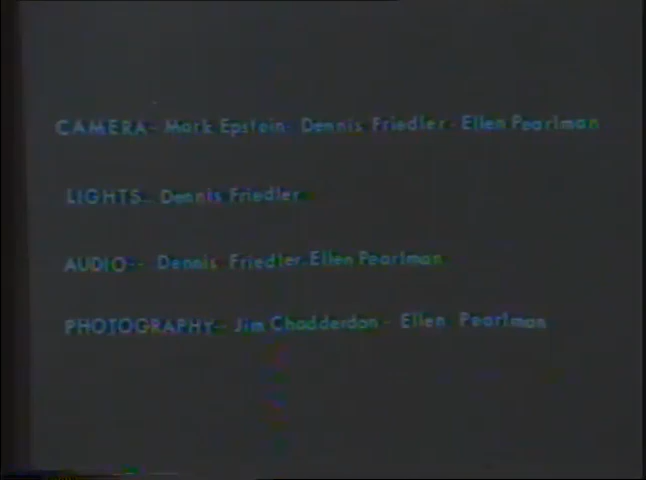 CAMERA- Mark Epstein- Dennis Friedler- Ellen Pearlman
LIGHTS- Dennis Friedler
AUDIO-- Dennis Friedler. Ellen Pearlman
PHOTOGRAPHY- Jim Chadderdon - Ellen Pearlman